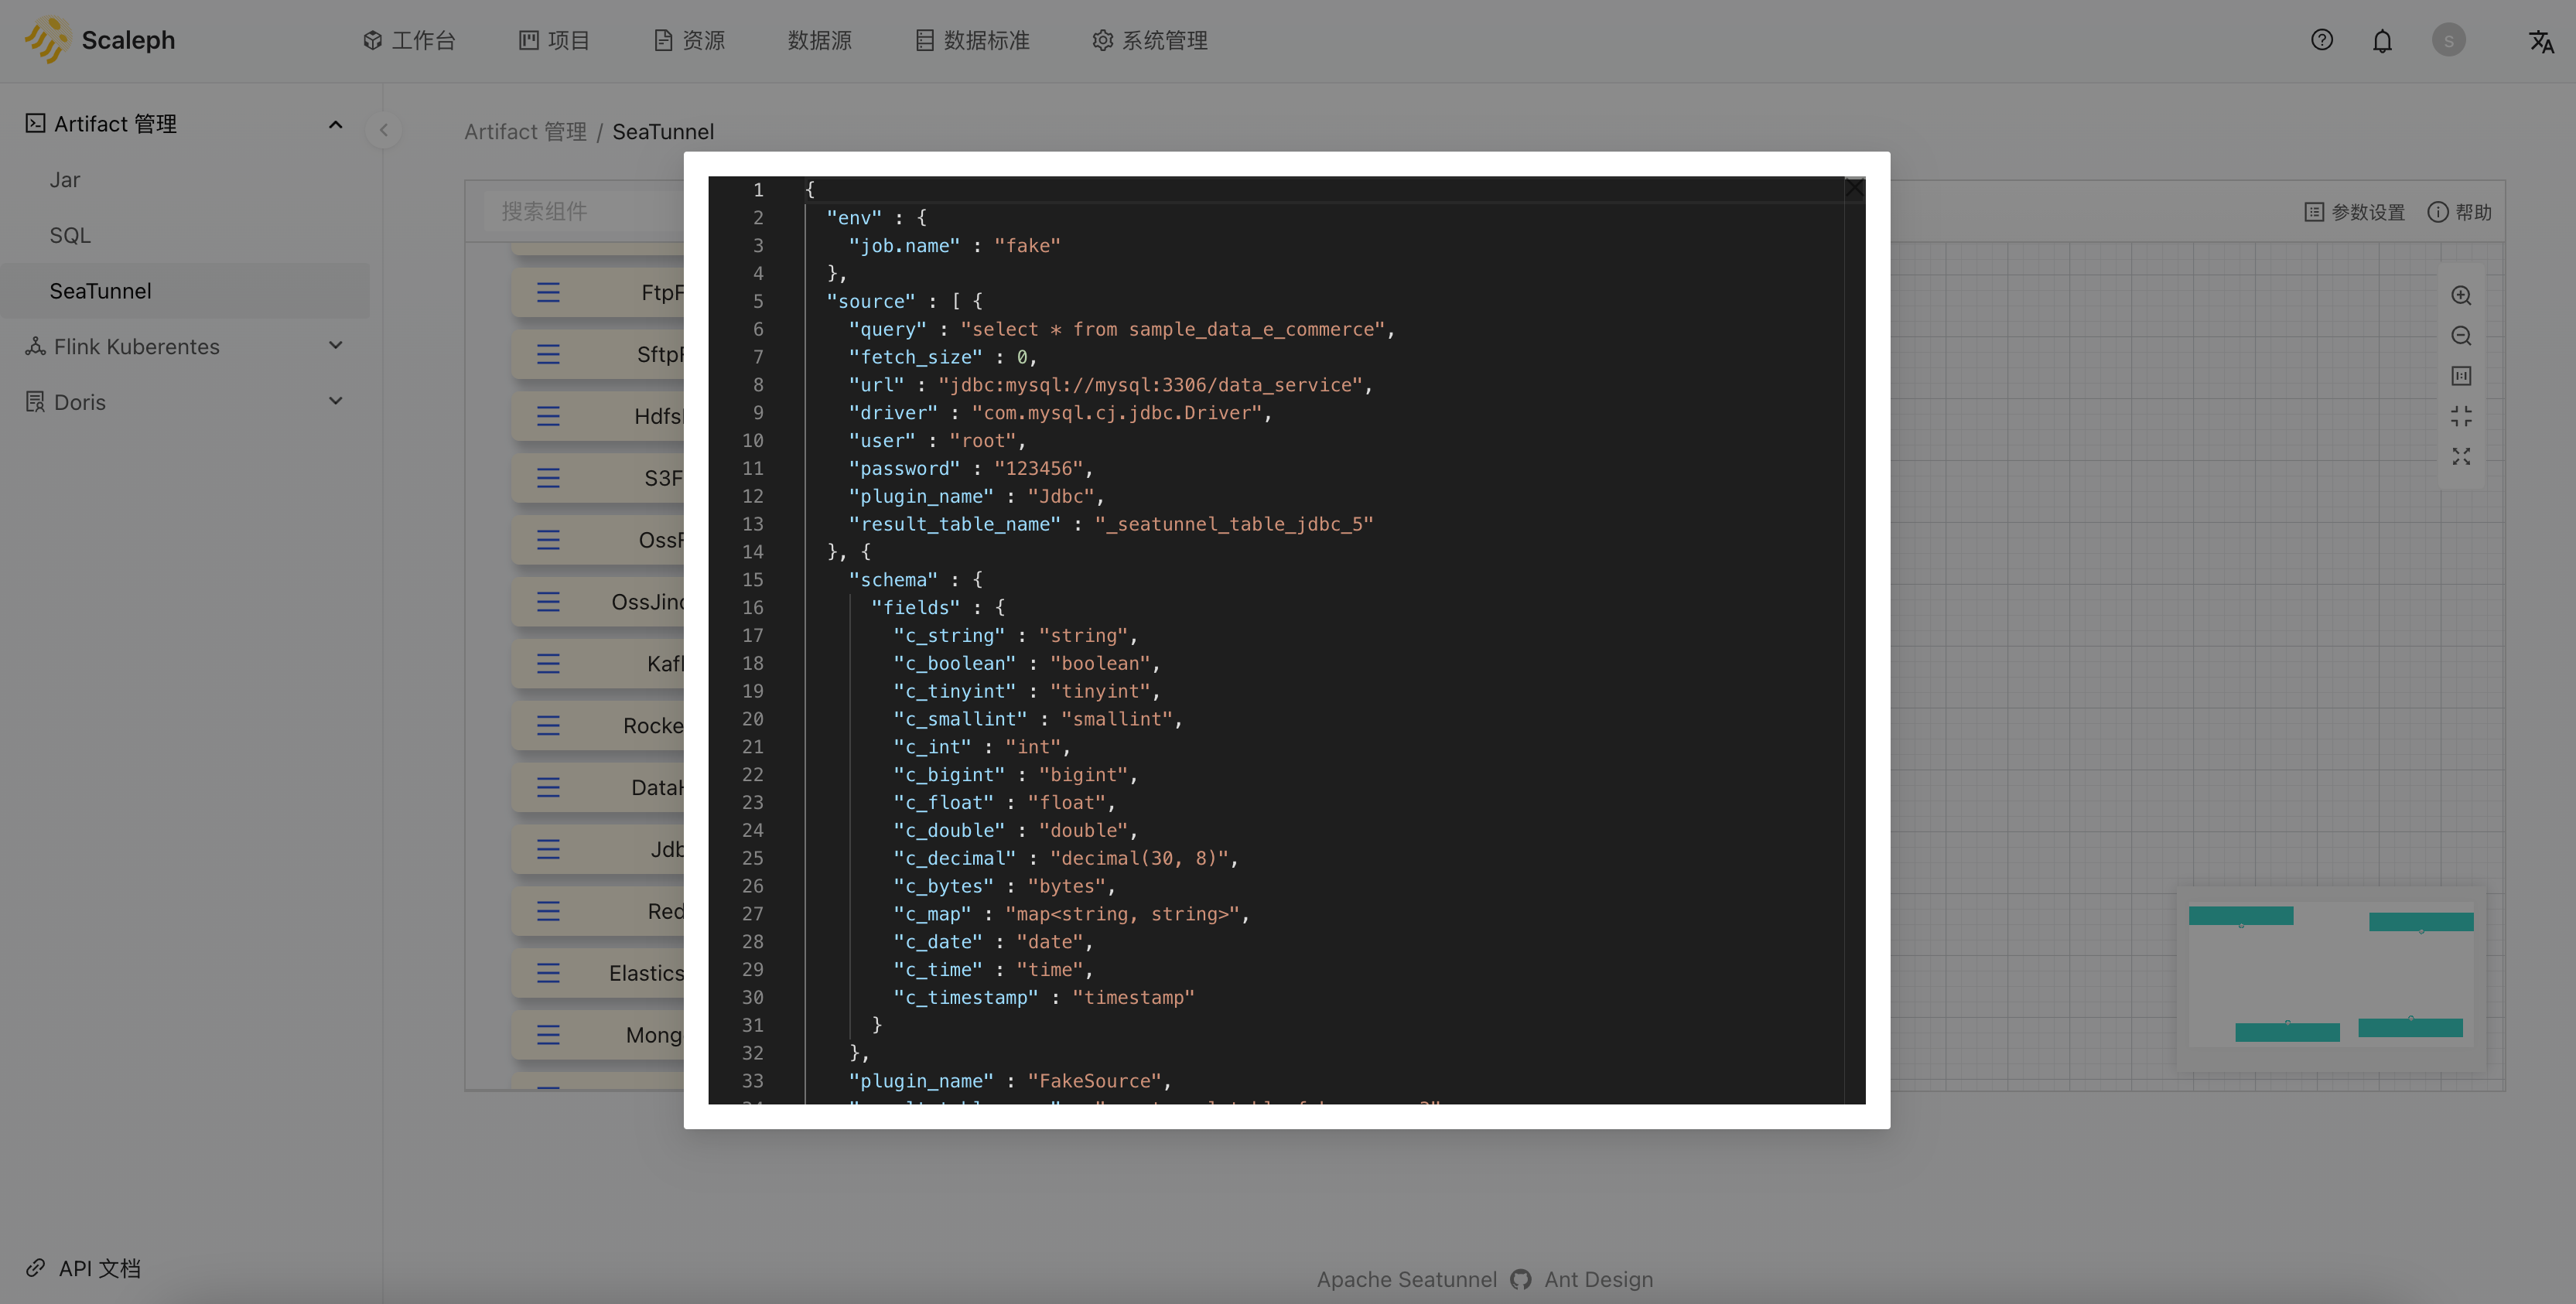 Scaleph
工作台
项目
资源
数据源
数据标准
系统管理
S
Artifact 管理
Jar
SQL
SeaTunnel
Flink Kuberentes
Doris
API 文档
Artifact 管理 / SeaTunnel
搜索组件
参数设置
帮助
FtpF
SftpF
Hdfs
S3F
OssF
OssJind
Kaf
Rocke
Data
Jdb
Red
Elastics
Mong
1 {
2 "env" : {
3 "job.name" : "fake"
4 },
5 "source" : [ {
6 "query" : "select * from sample_data_e_commerce",
7 "fetch_size" : 0,
8 "url" : "jdbc:mysql://mysql:3306/data_service",
9 "driver" : "com.mysql.cj.jdbc.Driver",
10 "user" : "root",
11 "password" : "123456",
12 "plugin_name" : "Jdbc",
13 "result_table_name" : "_seatunnel_table_jdbc_5"
14 }, {
15 "schema" : {
16 "fields" : {
17 "c_string" : "string",
18 "c_boolean" : "boolean",
19 "c_tinyint" : "tinyint",
20 "c_smallint" : "smallint",
21 "c_int" : "int",
22 "c_bigint" : "bigint",
23 "c_float" : "float",
24 "c_double" : "double",
25 "c_decimal" : "decimal(30, 8)",
26 "c_bytes" : "bytes",
27 "c_map" : "map<string, string>",
28 "c_date" : "date",
29 "c_time" : "time",
30 "c_timestamp" : "timestamp"
31 }
32 },
33 "plugin_name" : "FakeSource",
Apache Seatunnel
Ant Design